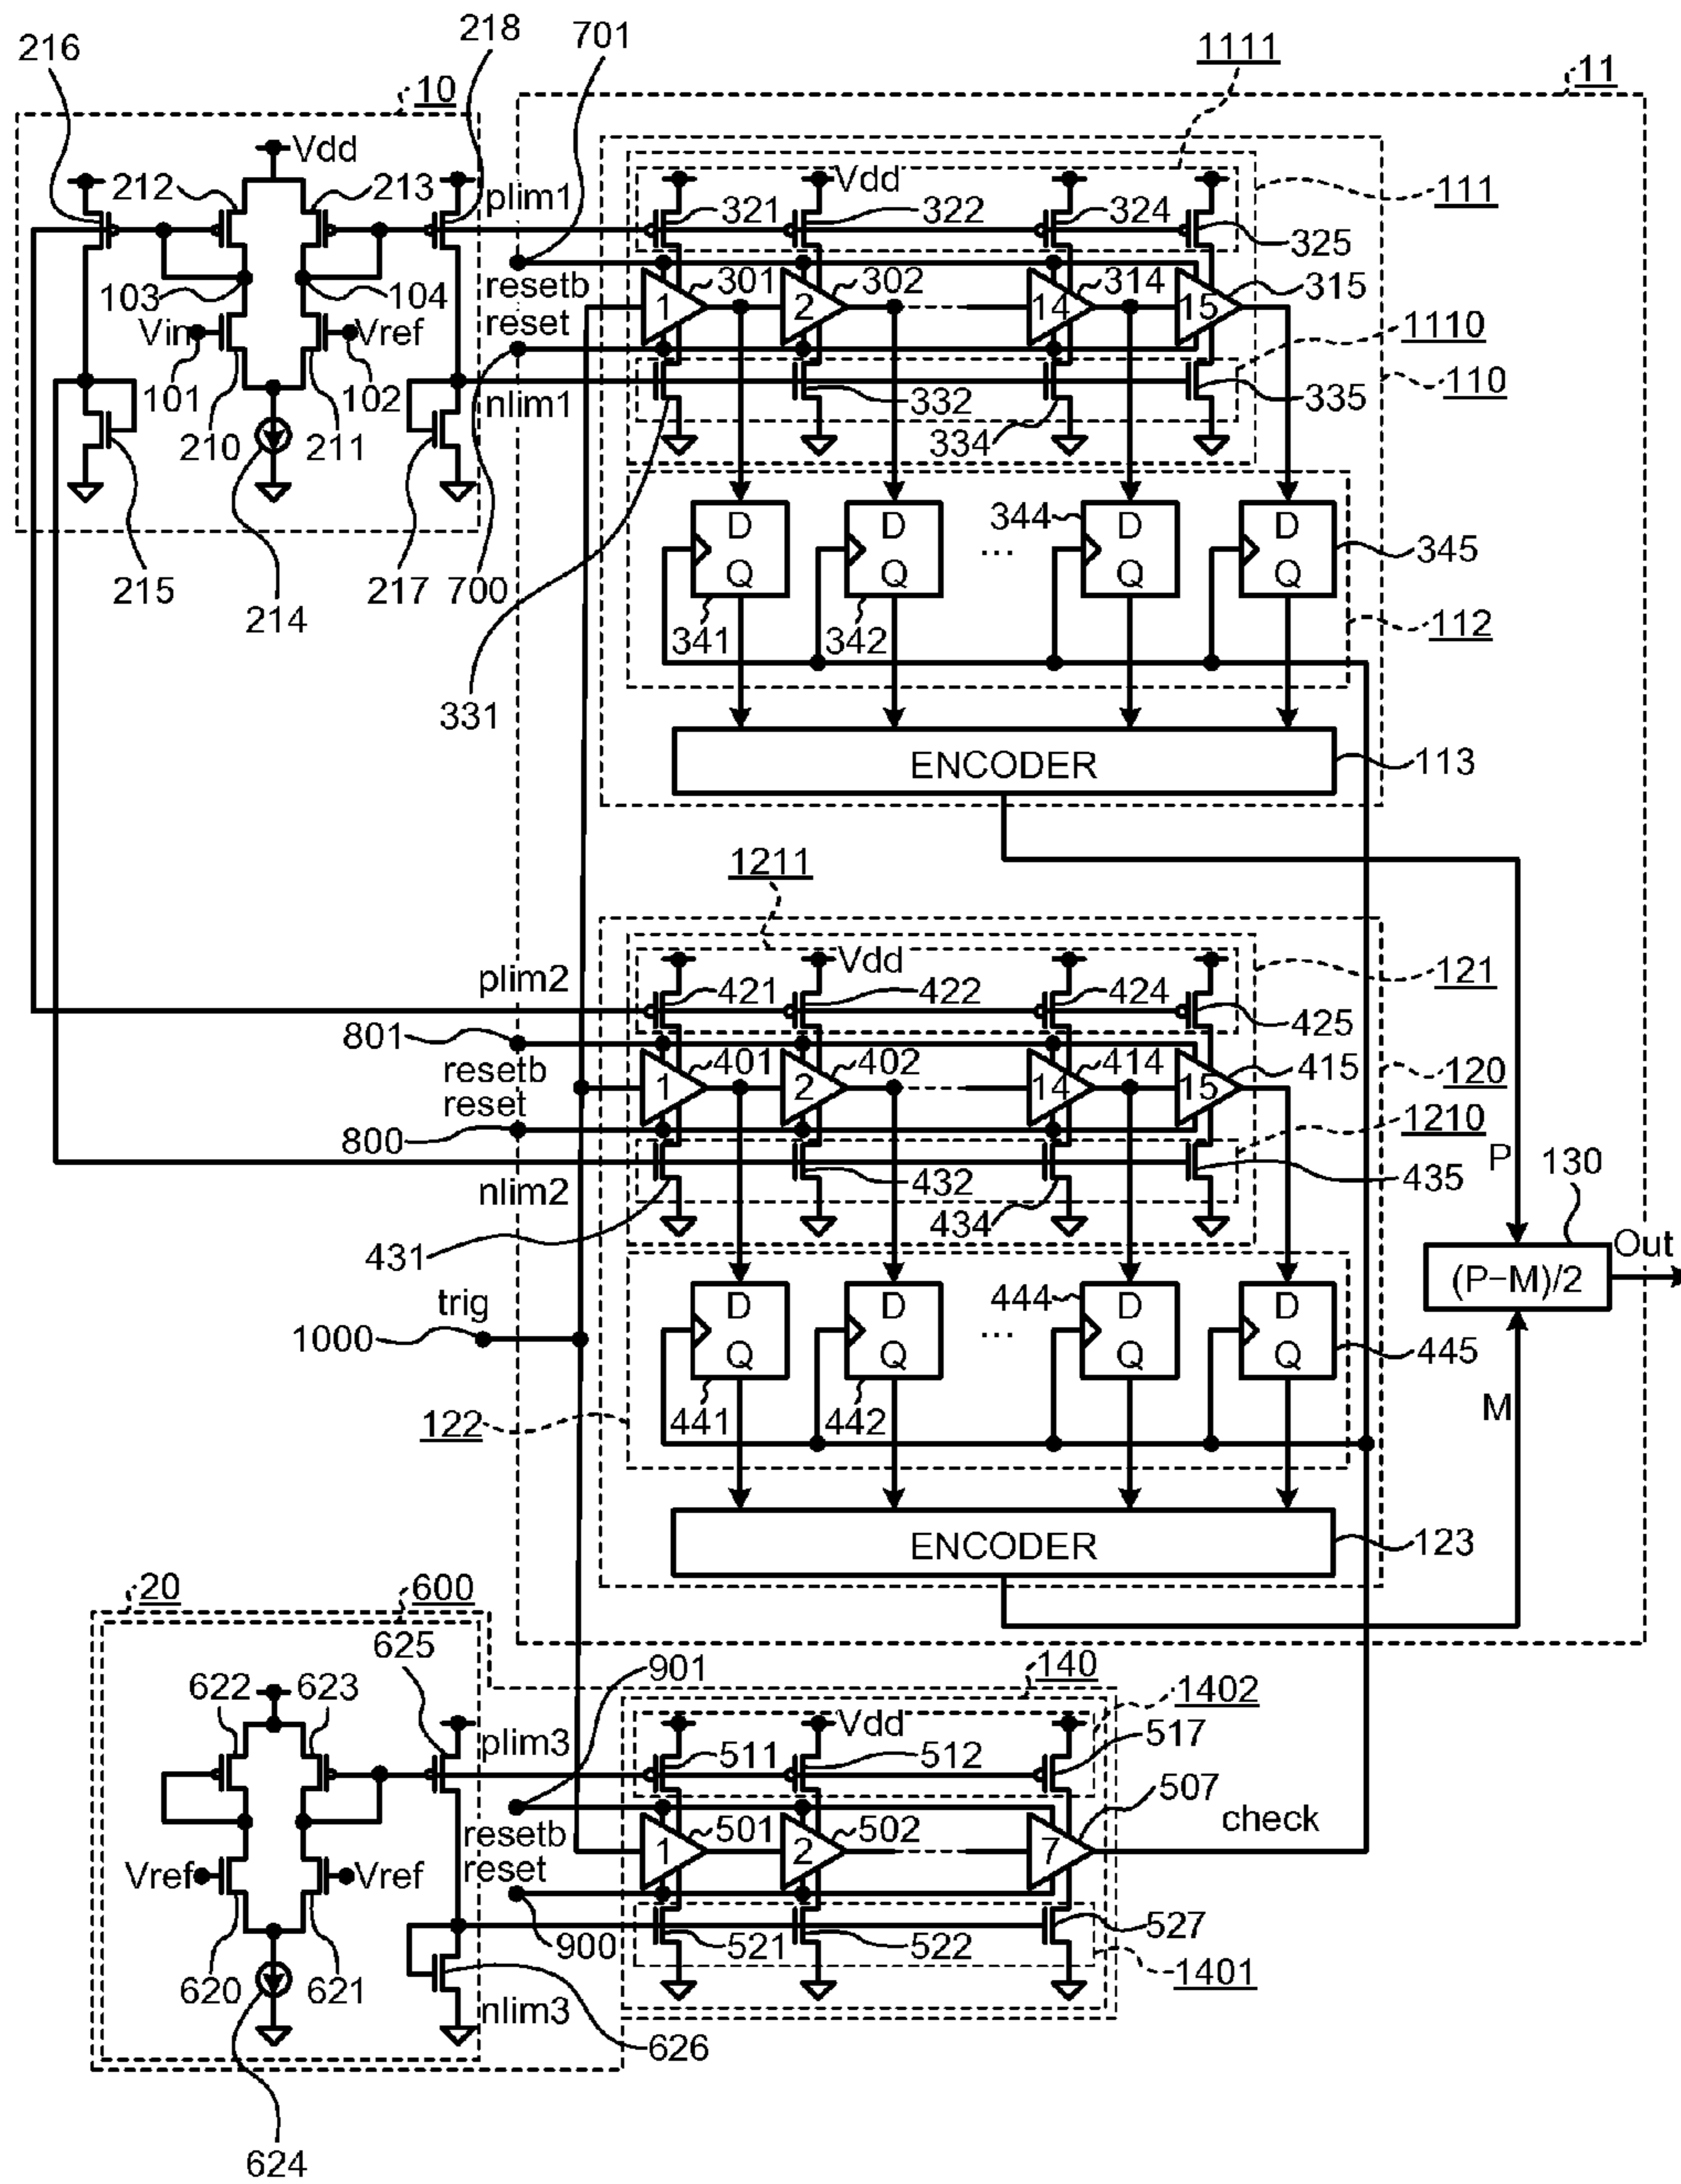 216
218
701
1111
10
11
Vdd
212
213
plim1
Vdd
321
322
324
111
325
103
104
resetb
reset
1
301
2
302
14
314
15
315
Vin
Vref
1110
101
210
211
102
nlim1
332
334
335
110
215
214
217
700
D
Q
D
Q
344
...
D
Q
D
Q
345
341
342
112
331
ENCODER
113
1211
plim2
Vdd
421
422
424
121
425
801
resetb
reset
1
401
2
402
14
414
15
415
120
800
1210
nlim2
432
434
435
P
130
431
Out
(P−M)/2
trig
1000
D
Q
D
Q
444
...
D
Q
D
Q
445
441
442
122
M
ENCODER
123
20
600
625
901
140
1402
622
623
plim3
Vdd
511
512
517
507
resetb
reset
1
501
2
502
7
check
Vref
Vref
900
521
522
527
1401
620
621
nlim3
626
624